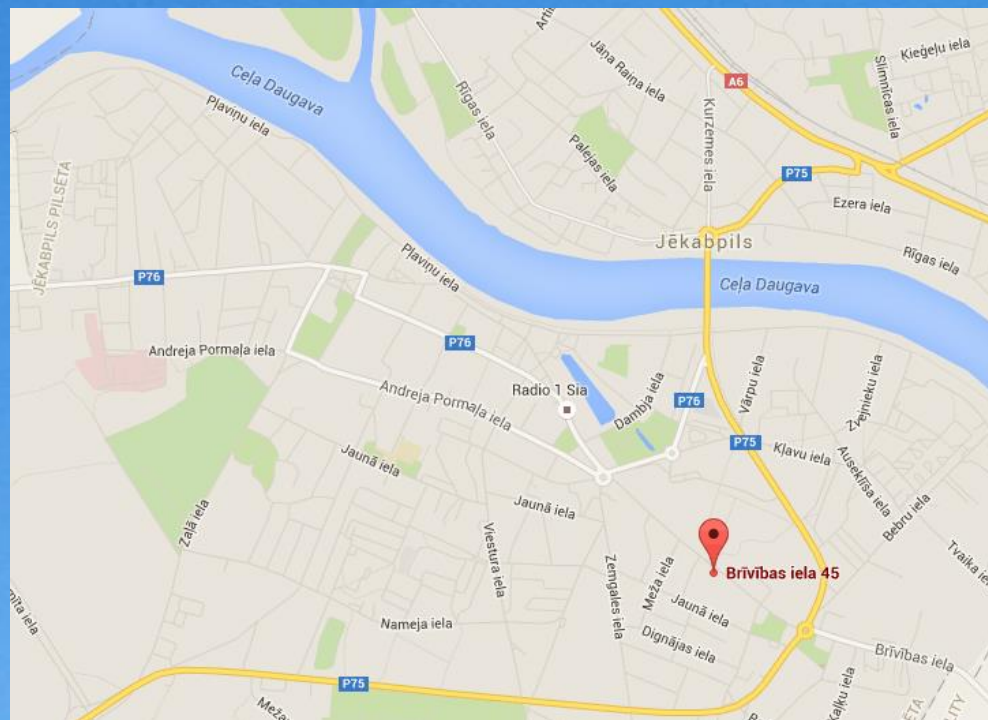 Ķieģeļu iela
Jāņa Raiņa iela
Slimnīcas iela
Ceļa Daugava
Rīgas iela
A6
Pļaviņu iela
Kurzemes iela
Palejas iela
P75
JĒKABPILS PILSĒTA
Ezera iela
Jēkabpils
Pļaviņu iela
Rīgas iela
P76
Ceļa Daugava
P76
Andreja Pormaļa iela
Vārpu iela
Zvejnieku iela
Radio 1 Sia
Dambja iela
P76
Andreja Pormaļa iela
P75
Kļavu iela
Jaunā iela
Auseklīša iela
Bebru iela
Zaļā iela
Jaunā iela
Viestura iela
Tvaika ie
Zemgales iela
Meža iela
Brīvības iela 45
Jaunā iela
Nameja iela
Dignājas iela
Brīvības iela
P75
Kaļķu iela